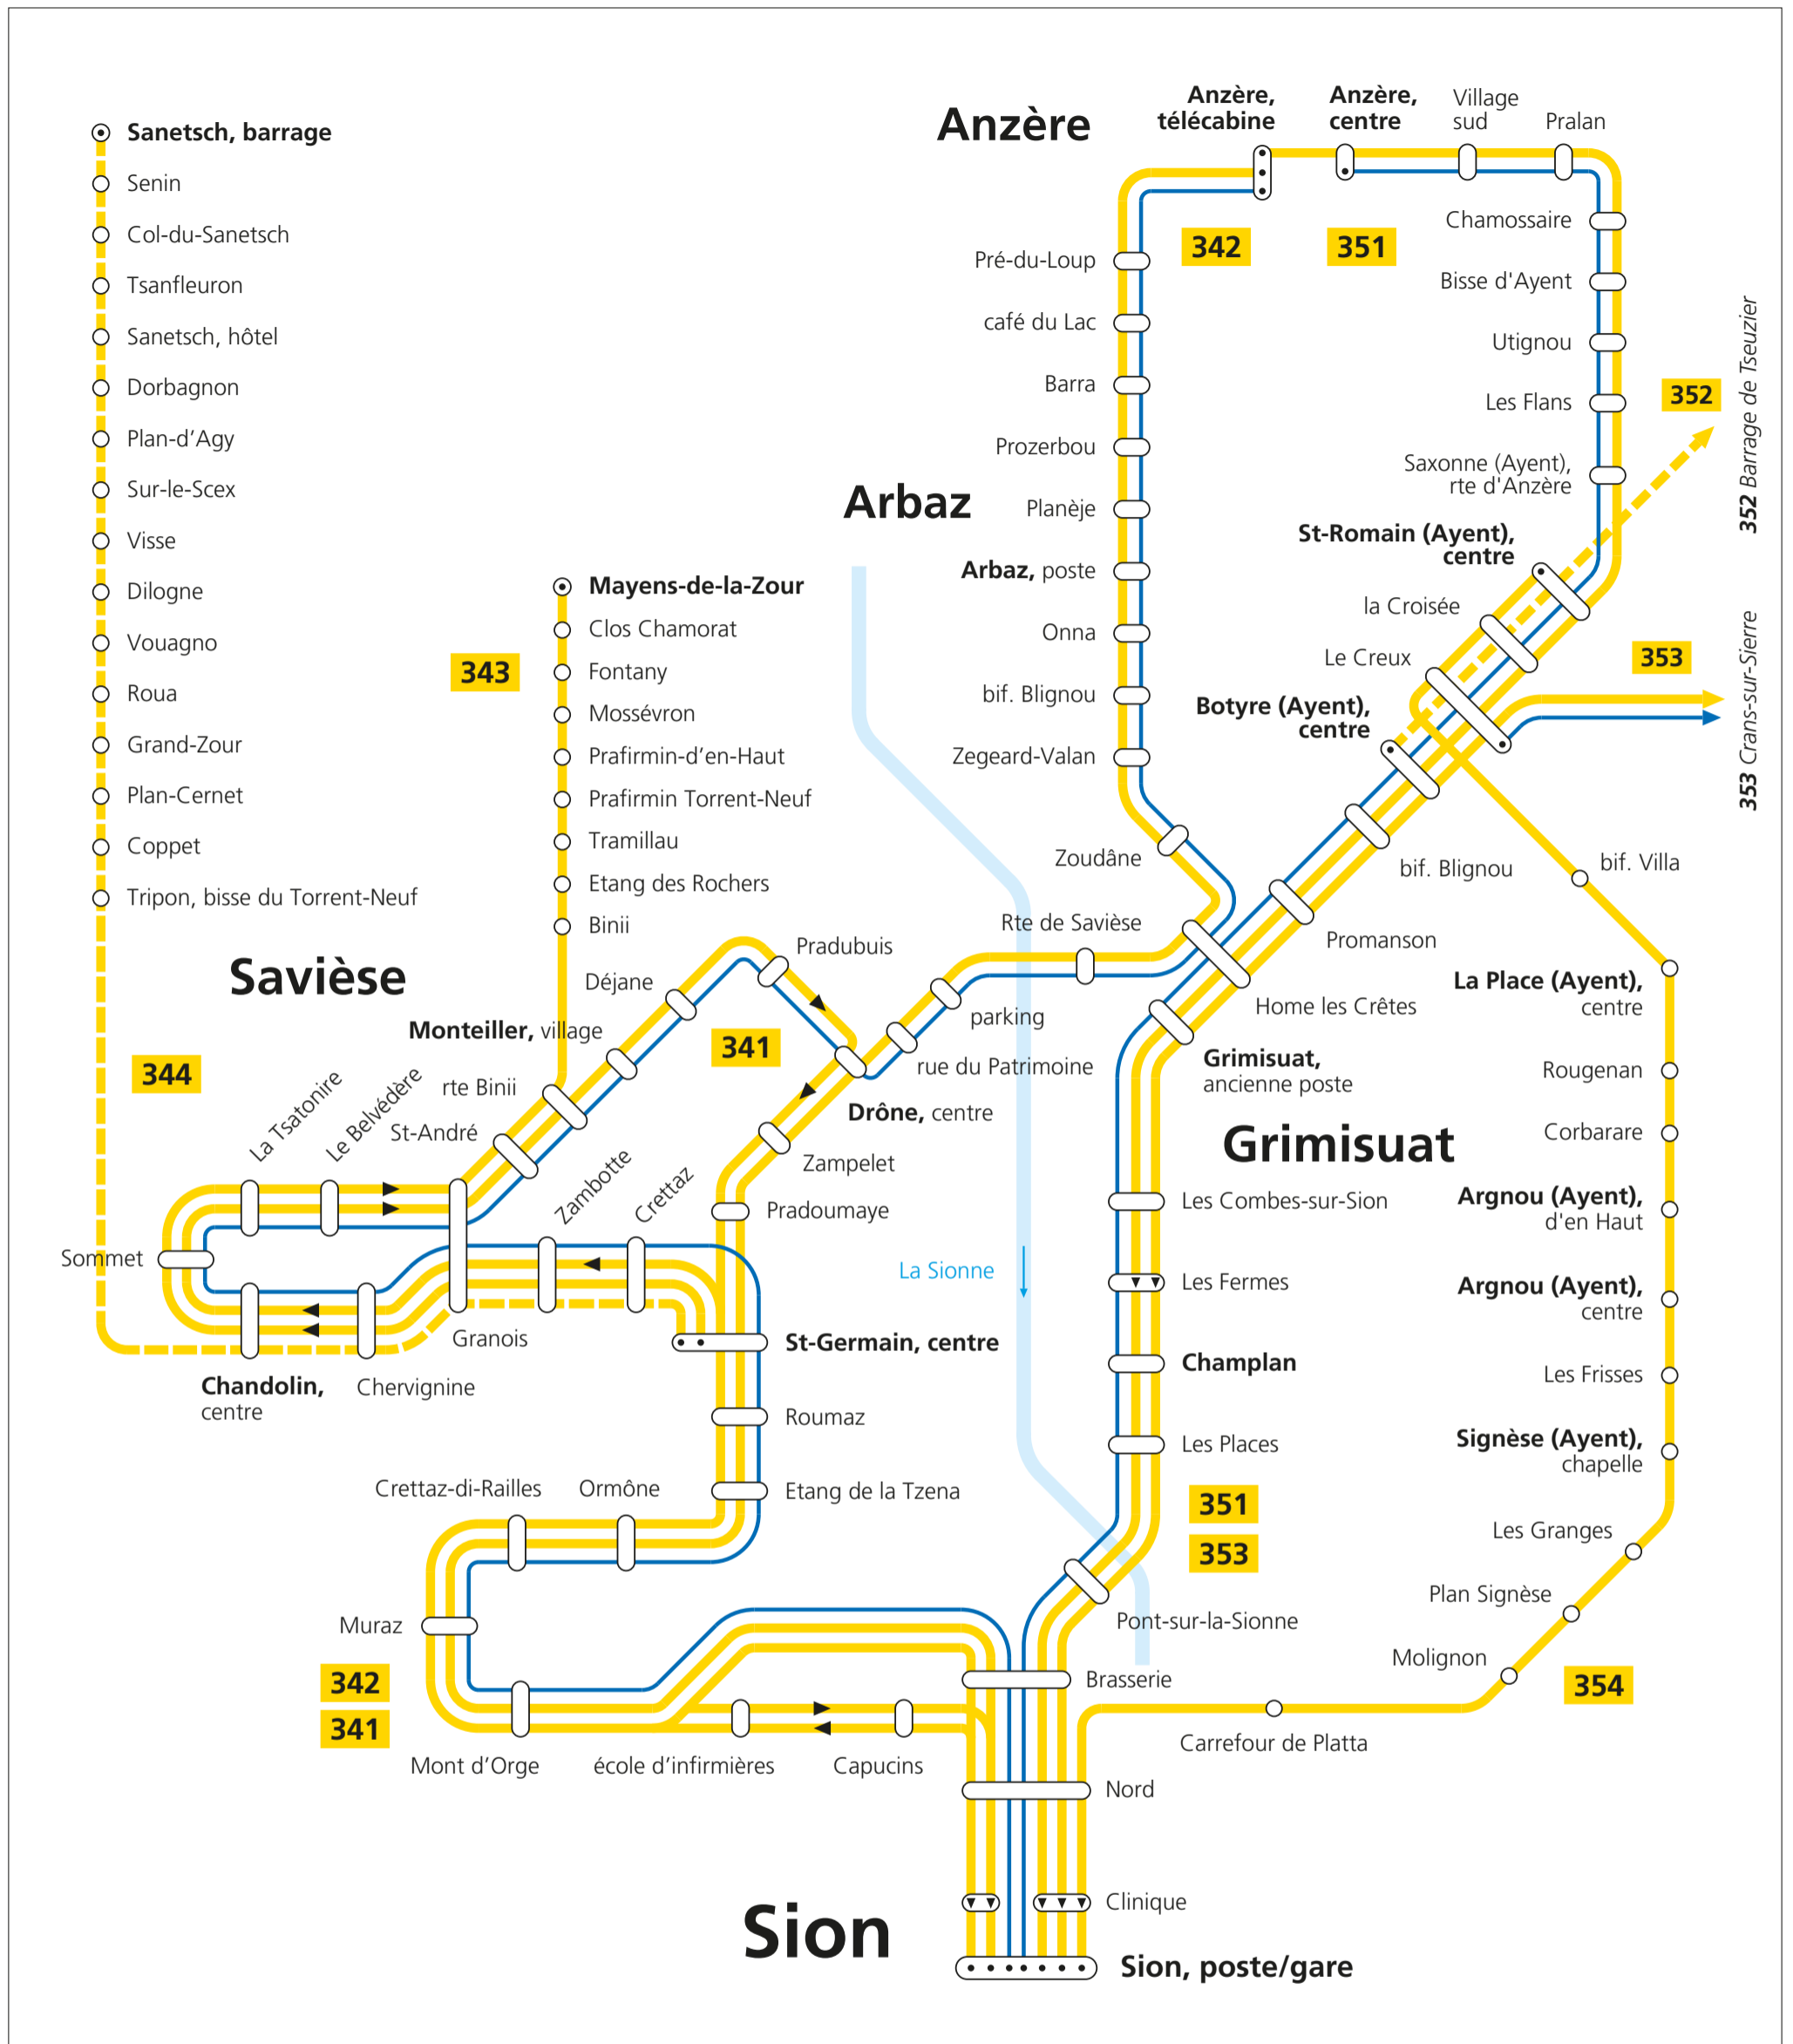 Anzère
Anzère,
télécabine
Anzère,
centre
Village
sud
Pralan
342
351
Chamossaire
Bisse d'Ayent
Utignou
Les Flans
Saxonne (Ayent),
rte d'Anzère
St-Romain (Ayent),
centre
la Croisée
Le Creux
Botyre (Ayent),
centre
352
352 Barrage de Tseuzier
353
353 Crans-sur-Sierre
Sanetsch, barrage
Senin
Col-du-Sanetsch
Tsanfleuron
Sanetsch, hôtel
Dorbagnon
Plan-d’Agy
Sur-le-Scex
Visse
Dilogne
Vouagno
Roua
Grand-Zour
Plan-Cernet
Coppet
Tripon, bisse du Torrent-Neuf
Savièse
344
343
Mayens-de-la-Zour
Clos Chamorat
Fontany
Mossévron
Prafirmin-d’en-Haut
Prafirmin Torrent-Neuf
Tramillau
Etang des Rochers
Binii
Arbaz
Pré-du-Loup
café du Lac
Barra
Prozerbou
Planèje
Arbaz, poste
Onna
bif. Blignou
Zegeard-Valan
Zoudâne
Rte de Savièse
parking
rue du Patrimoine
Drône, centre
Pradubuis
Déjane
Monteiller, village
rte Binii
St-André
341
La Tsatonire
Le Belvédère
Sommet
Chandolin,
centre
Chervignine
Granois
Zambotte
Crettaz
Zampelet
Pradoumaye
St-Germain, centre
Roumaz
Etang de la Tzena
Crettaz-di-Railles
Ormône
Muraz
342
341
Mont d’Orge
école d’infirmières
Capucins
La Sionne
bif. Blignou
Promanson
Home les Crêtes
Grimisuat,
ancienne poste
Grimisuat
Les Combes-sur-Sion
Les Fermes
Champlan
Les Places
351
353
Pont-sur-la-Sionne
Brasserie
Nord
Clinique
Sion
Sion, poste/gare
bif. Villa
La Place (Ayent),
centre
Rougenan
Corbarare
Argnou (Ayent),
d'en Haut
Argnou (Ayent),
centre
Les Frisses
Signèse (Ayent),
chapelle
Les Granges
Plan Signèse
Molignon
354
Carrefour de Platta